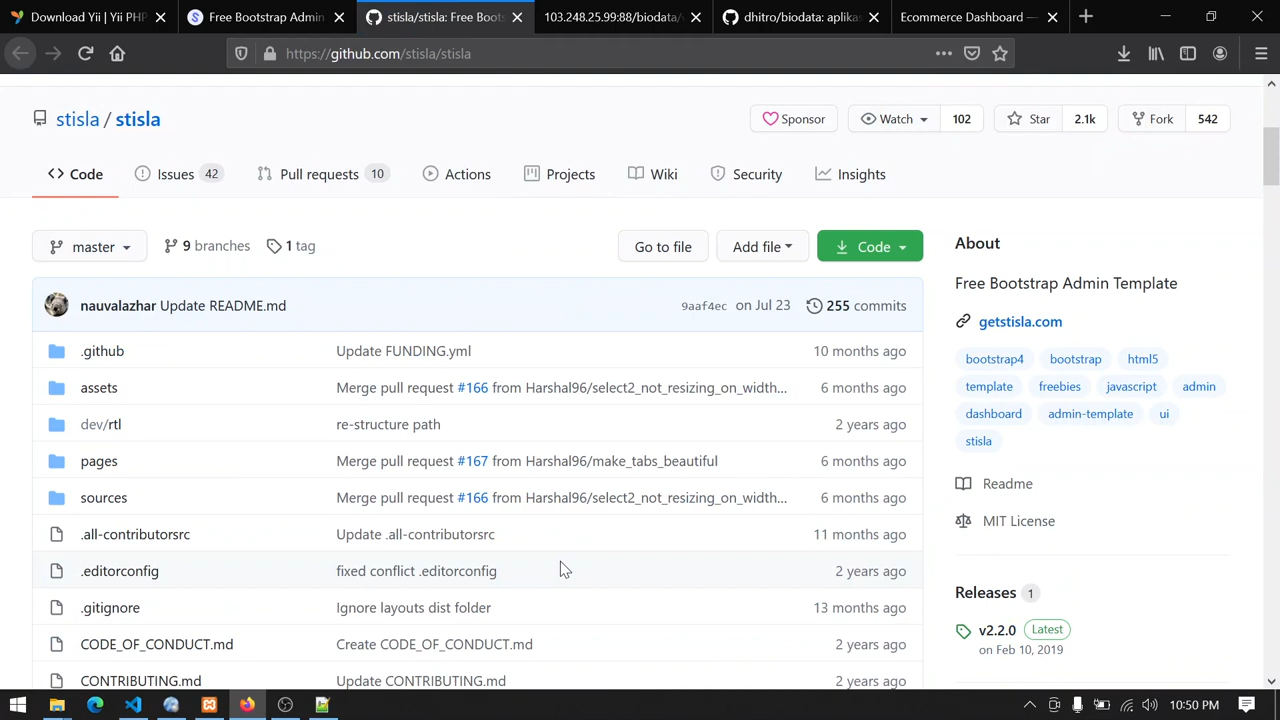 Download Yii | Yii PHP
Free Bootstrap Admin
stisla/stisla: Free Boots
103.248.25.99:88/biodata/
dhitro/biodata: aplikas
Ecommerce Dashboard —
https://github.com/stisla/stisla
stisla / stisla
Sponsor
Watch 102
Star 2.1k
Fork 542
Code
Issues 42
Pull requests 10
Actions
Projects
Wiki
Security
Insights
master
9 branches
1 tag
Go to file
Add file
Code
nauvalazhar Update README.md 9aaf4ec on Jul 23 255 commits
.github Update FUNDING.yml 10 months ago
assets Merge pull request #166 from Harshal96/select2_not_resizing_on_width... 6 months ago
dev/rtl re-structure path 2 years ago
pages Merge pull request #167 from Harshal96/make_tabs_beautiful 6 months ago
sources Merge pull request #166 from Harshal96/select2_not_resizing_on_width... 6 months ago
.all-contributorsrc Update .all-contributorsrc 11 months ago
.editorconfig fixed conflict .editorconfig 2 years ago
.gitignore Ignore layouts dist folder 13 months ago
CODE_OF_CONDUCT.md Create CODE_OF_CONDUCT.md 2 years ago
CONTRIBUTING.md Update CONTRIBUTING.md 2 years ago
About
Free Bootstrap Admin Template
getstisla.com
bootstrap4 bootstrap html5
template freebies javascript admin
dashboard admin-template ui
stisla
Readme
MIT License
Releases 1
v2.2.0 Latest
on Feb 10, 2019
10:50 PM